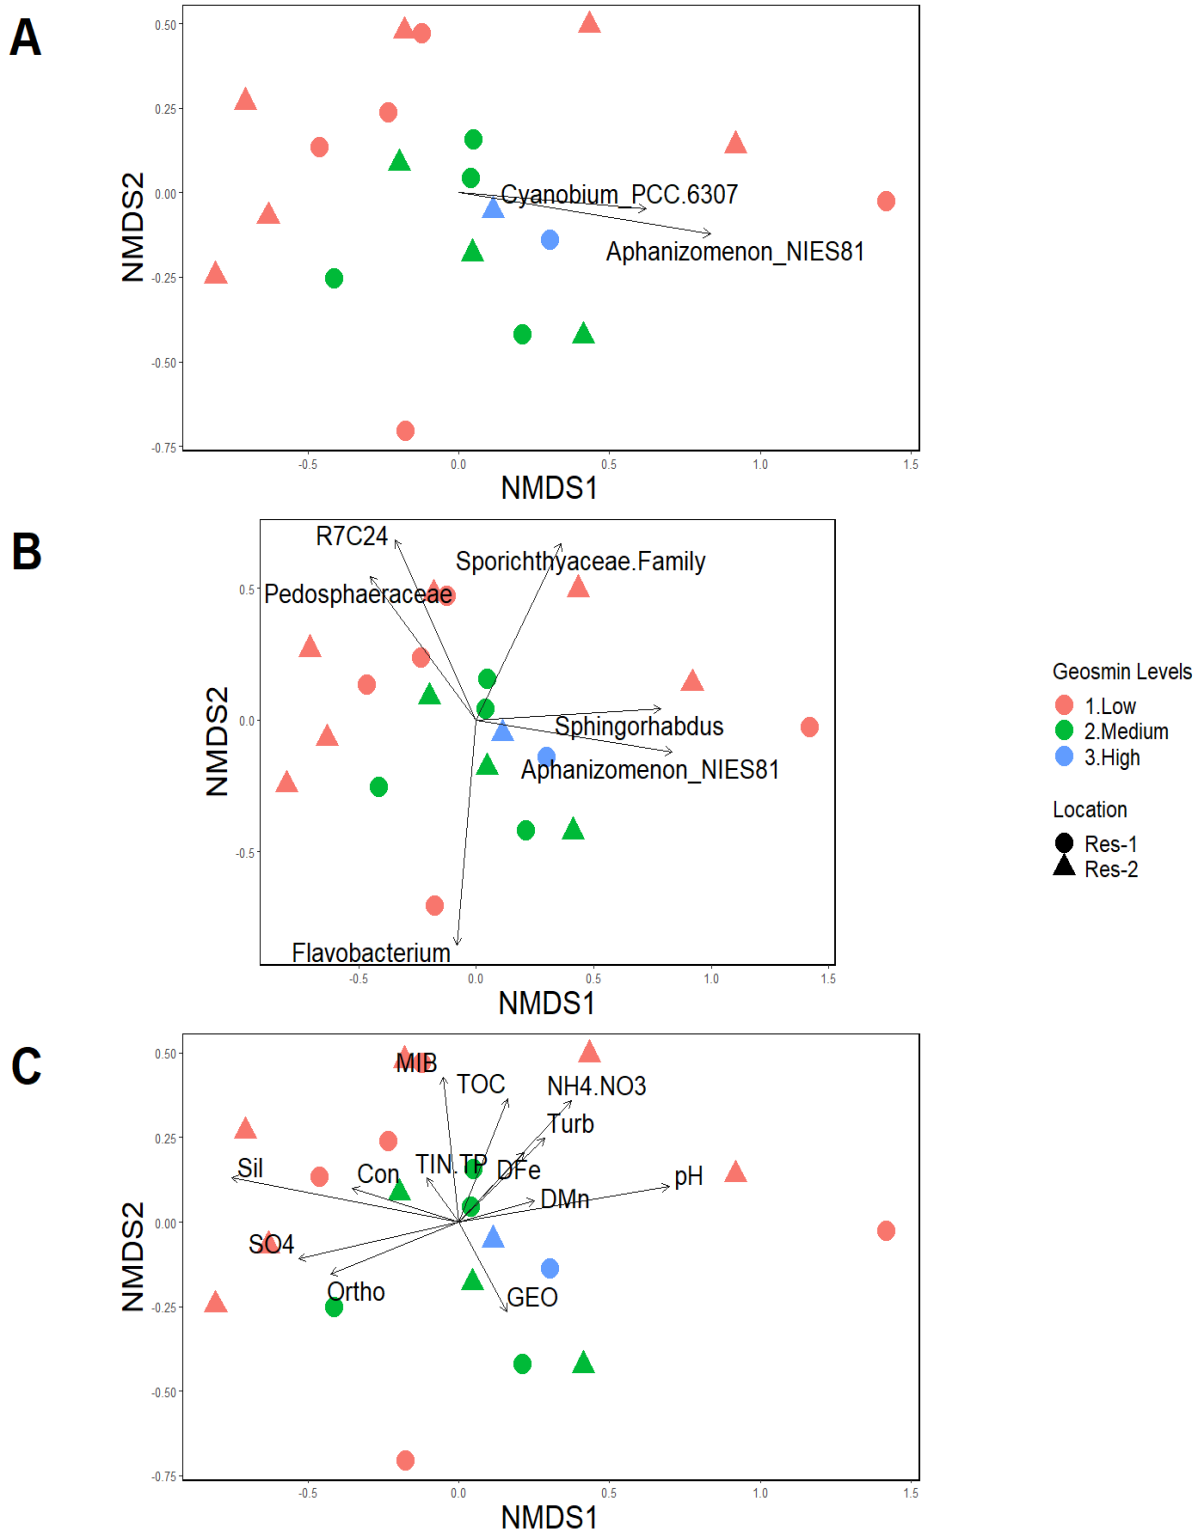 A
0.50
0.25
0.00
-0.25
-0.50
-0.75
NMDS2
Cyanobium_PCC.6307
Aphanizomenon_NIES81
-0.5
0.0
0.5
1.0
1.5
NMDS1
B
0.5
0.0
-0.5
NMDS2
R7C24
Sporichthyaceae.Family
Pedosphaeraceae
Sphingorhabdus
Aphanizomenon_NIES81
Flavobacterium
-0.5
0.0
0.5
1.0
1.5
NMDS1
Geosmin Levels
1.Low
2.Medium
3.High
Location
Res-1
Res-2
C
0.50
0.25
0.00
-0.25
-0.50
-0.75
NMDS2
MIB
TOC
NH4.NO3
Turb
Sil
Con
TIN.TP
DFe
pH
DMn
SO4
Ortho
GEO
-0.5
0.0
0.5
1.0
1.5
NMDS1